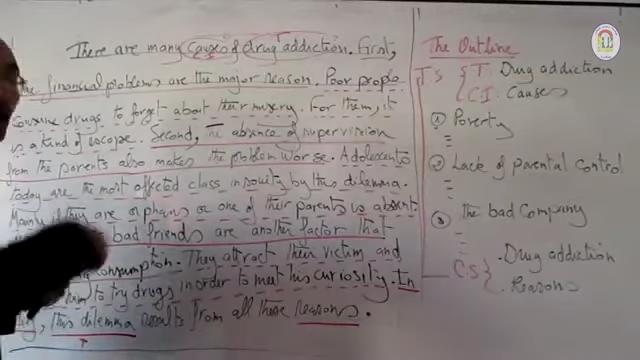 There are many causes of drug addiction. First,
the financial problems are the major reason. Poor people
consume drugs to forget about their misery. For them, it
is a kind of escape. Second, the absence of supervision
from the parents also makes the problem worse. Adolescents
today are the most affected class in society by this dilemma.
Mainly if they are orphans or one of their parents is absent
bad friends are another factor that
consumption. They attract their victim and
to try drugs in order to meet his curiosity. In
this dilemma results from all these reasons.
The Outline
TS { T. Drug addiction
CI. Causes
① Poverty
② Lack of parental control
③ The bad Company
CS { . Drug addiction
. Reasons